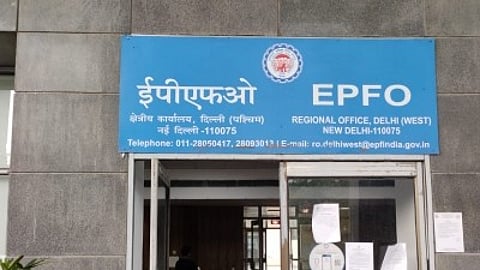 ईपीएफओ
क्षेत्रीय कार्यालय, दिल्ली (पश्चिम)
नई दिल्ली -110075
EPFO
REGIONAL OFFICE, DELHI (WEST)
NEW DELHI-110075
Telephone: 011-28050417, 28093013 I E-mail: ro.delhiwest@epfindia.gov.in